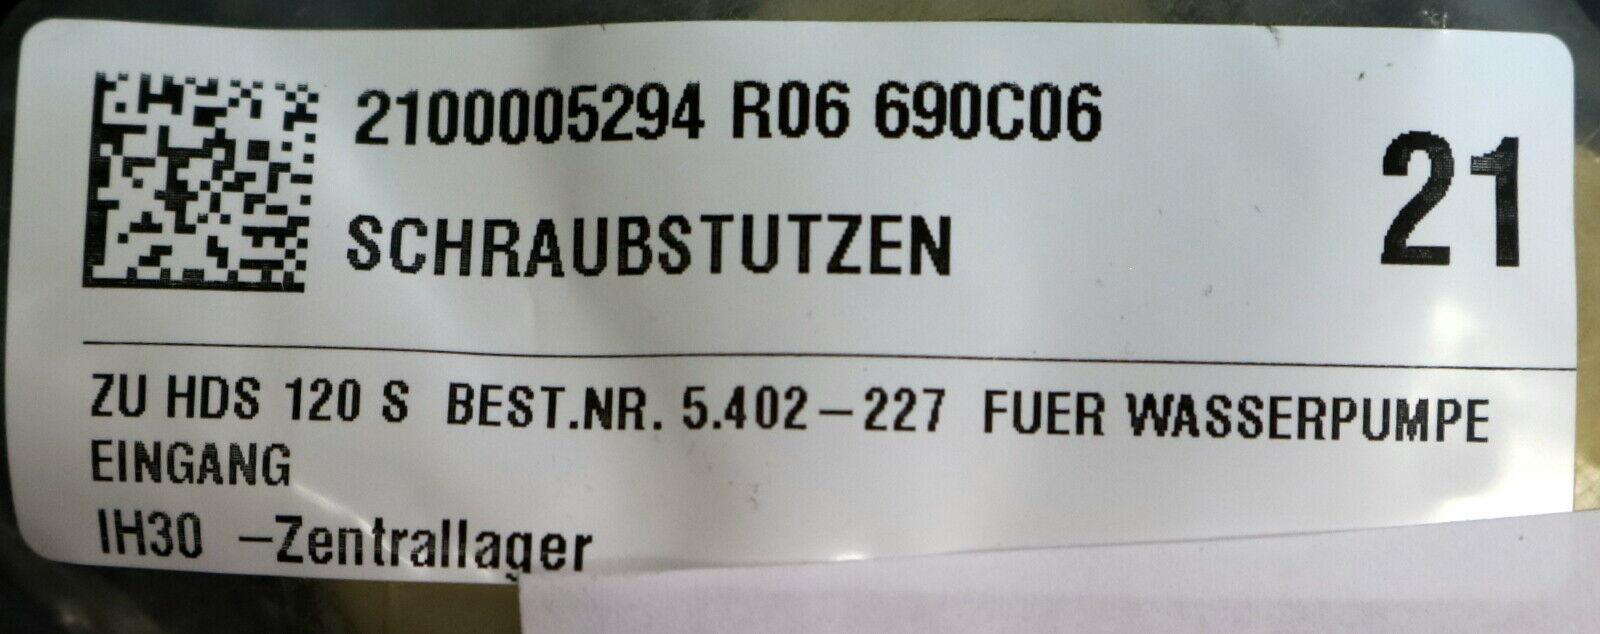 2100005294 R06 690C06
21
SCHRAUBSTUTZEN
ZU HDS 120 S BEST.NR. 5.402-227 FUER WASSERPUMPE
EINGANG
IH30 -Zentrallager